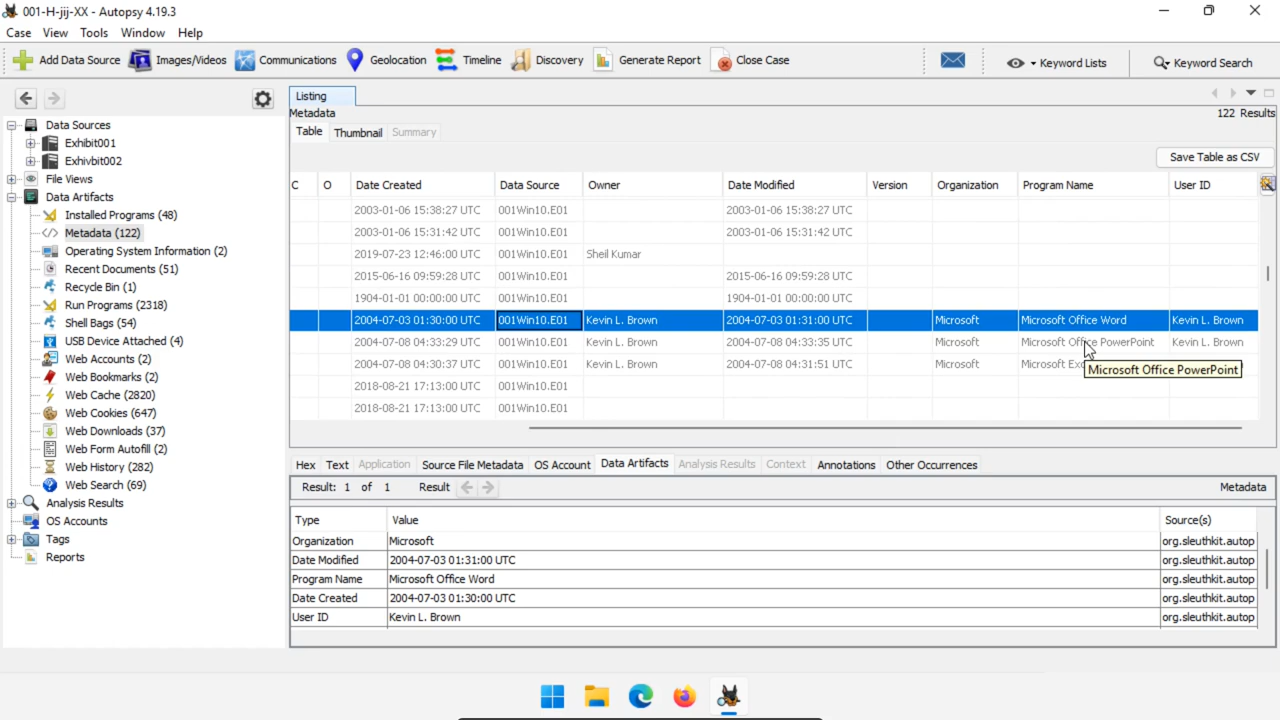 001-H-jij-XX - Autopsy 4.19.3
Case View Tools Window Help
Add Data Source Images/Videos Communications Geolocation Timeline Discovery Generate Report Close Case Keyword Lists Keyword Search
Data Sources
Exhibit001
Exhivbit002
File Views
Data Artifacts
Installed Programs (48)
Metadata (122)
Operating System Information (2)
Recent Documents (51)
Recycle Bin (1)
Run Programs (2318)
Shell Bags (54)
USB Device Attached (4)
Web Accounts (2)
Web Bookmarks (2)
Web Cache (2820)
Web Cookies (647)
Web Downloads (37)
Web Form Autofill (2)
Web History (282)
Web Search (69)
Analysis Results
OS Accounts
Tags
Reports
Listing
Metadata 122 Results
Table Thumbnail Summary
Save Table as CSV
C O Date Created Data Source Owner Date Modified Version Organization Program Name User ID
2003-01-06 15:38:27 UTC 001Win10.E01 2003-01-06 15:38:27 UTC
2003-01-06 15:31:42 UTC 001Win10.E01 2003-01-06 15:31:42 UTC
2019-07-23 12:46:00 UTC 001Win10.E01 Sheil Kumar
2015-06-16 09:59:28 UTC 001Win10.E01 2015-06-16 09:59:28 UTC
1904-01-01 00:00:00 UTC 001Win10.E01 1904-01-01 00:00:00 UTC
2004-07-03 01:30:00 UTC 001Win10.E01 Kevin L. Brown 2004-07-03 01:31:00 UTC Microsoft Microsoft Office Word Kevin L. Brown
2004-07-08 04:33:29 UTC 001Win10.E01 Kevin L. Brown 2004-07-08 04:33:35 UTC Microsoft Microsoft Office PowerPoint Kevin L. Brown
2004-07-08 04:30:37 UTC 001Win10.E01 Kevin L. Brown 2004-07-08 04:31:51 UTC Microsoft Microsoft Exc
Microsoft Office PowerPoint
2018-08-21 17:13:00 UTC 001Win10.E01
2018-08-21 17:13:00 UTC 001Win10.E01
Hex Text Application Source File Metadata OS Account Data Artifacts Analysis Results Context Annotations Other Occurrences
Result: 1 of 1 Result Metadata
Type Value Source(s)
Organization Microsoft org.sleuthkit.autop
Date Modified 2004-07-03 01:31:00 UTC org.sleuthkit.autop
Program Name Microsoft Office Word org.sleuthkit.autop
Date Created 2004-07-03 01:30:00 UTC org.sleuthkit.autop
User ID Kevin L. Brown org.sleuthkit.autop